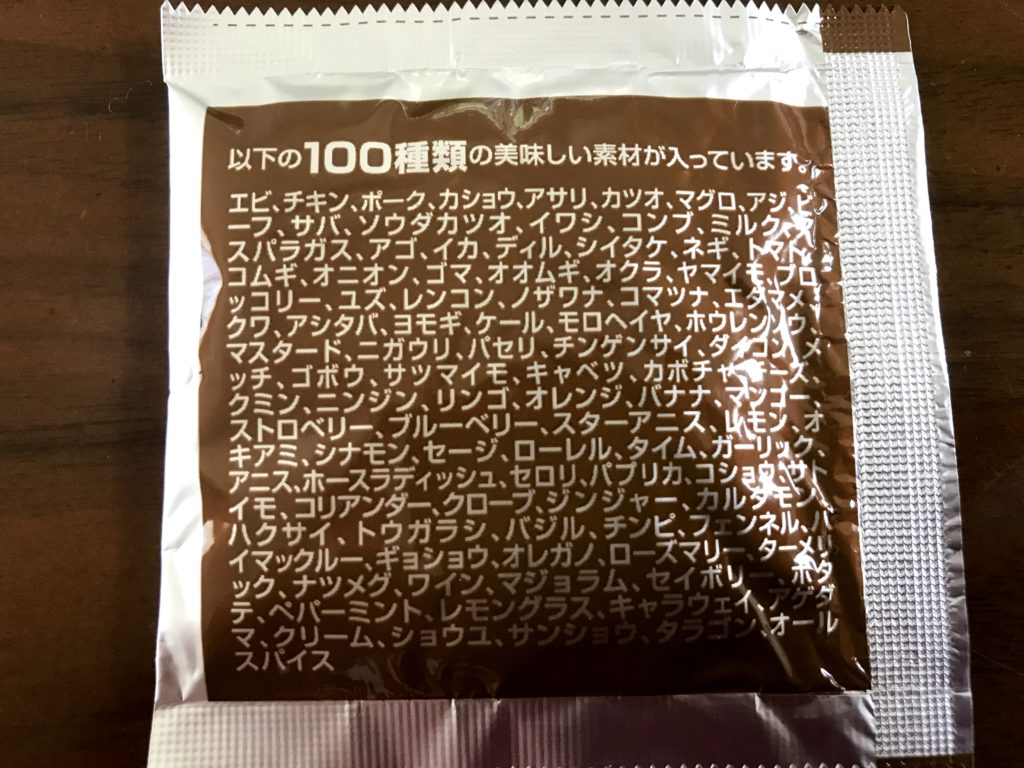 以下の100種類の美味しい素材が入っています。
エビ、チキン、ポーク、カショウ、アサリ、カツオ、マグロ、アジ、ビ
ーフ、サバ、ソウダカツオ、イワシ、コンブ、ミルク、ア
スパラガス、アゴ、イカ、ディル、シイタケ、ネギ、トマト、
コムギ、オニオン、ゴマ、オオムギ、オクラ、ヤマイモ、ブロ
ッコリー、ユズ、レンコン、ノザワナ、コマツナ、エダマメ、
クワ、アシタバ、ヨモギ、ケール、モロヘイヤ、ホウレンソウ、
マスタード、ニガウリ、パセリ、チンゲンサイ、ダイコン、メ
ッチ、ゴボウ、サツマイモ、キャベツ、カボチャ、チーズ、
クミン、ニンジン、リンゴ、オレンジ、バナナ、マンゴー、
ストロベリー、ブルーベリー、スターアニス、レモン、オ
キアミ、シナモン、セージ、ローレル、タイム、ガーリック、
アニス、ホースラディッシュ、セロリ、パプリカ、コショウ、サト
イモ、コリアンダー、クローブ、ジンジャー、カルダモン、
ハクサイ、トウガラシ、バジル、チンピ、フェンネル、パリ
イマックルー、ギョショウ、オレガノ、ローズマリー、ターメリ
ック、ナツメグ、ワイン、マジョラム、セイボリー、ホタ
テ、ペパーミント、レモングラス、キャラウェイ、アゲダ
マ、クリーム、ショウユ、サンショウ、タラゴン、オール
スパイス